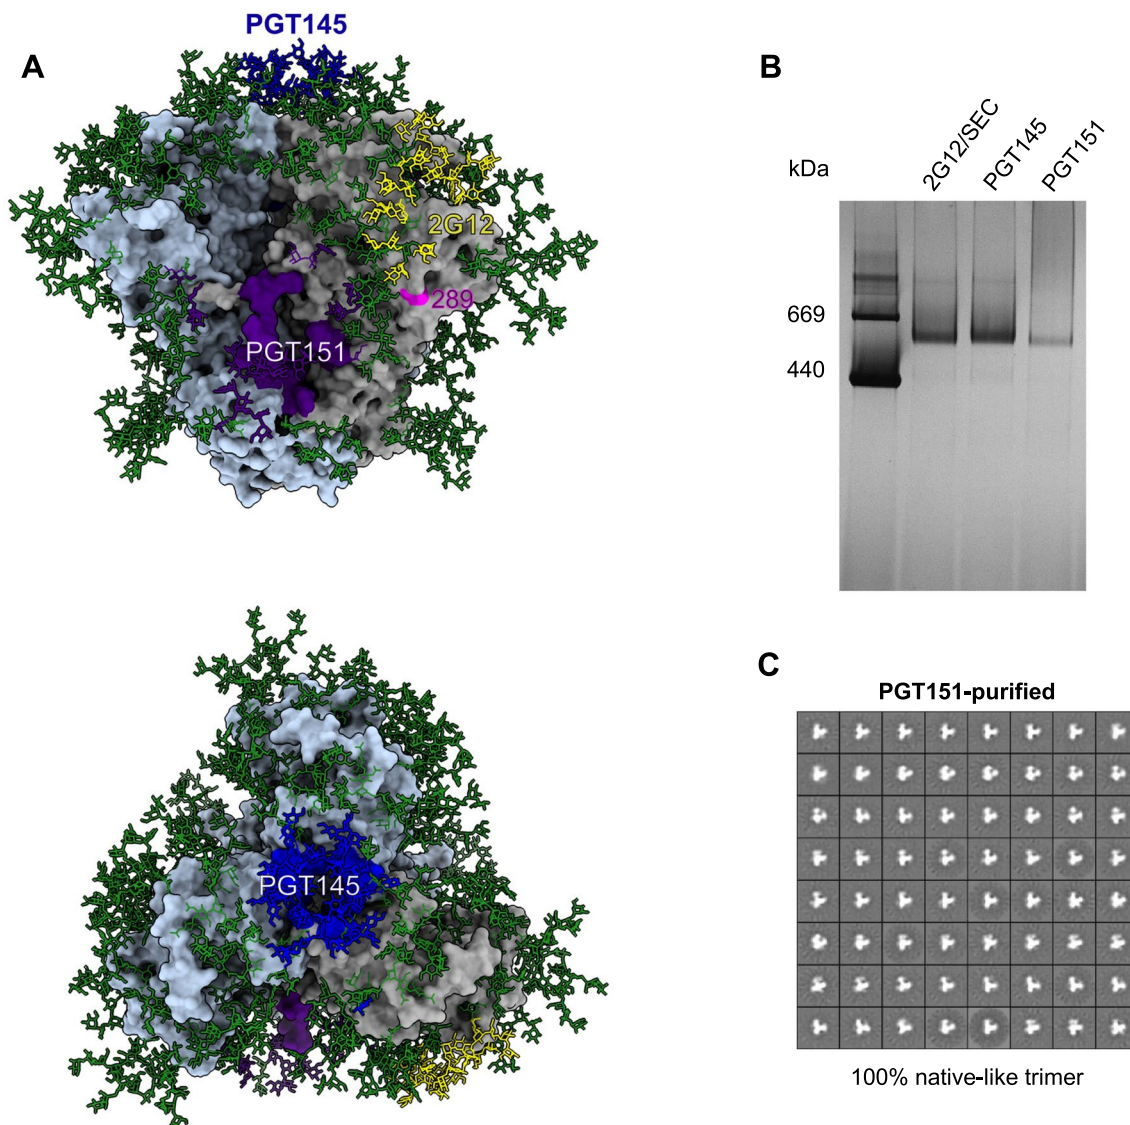 A
PGT145
2G12
289
PGT151
PGT145
B
kDa
2G12/SEC
PGT145
PGT151
669
440
C
PGT151-purified
100% native-like trimer